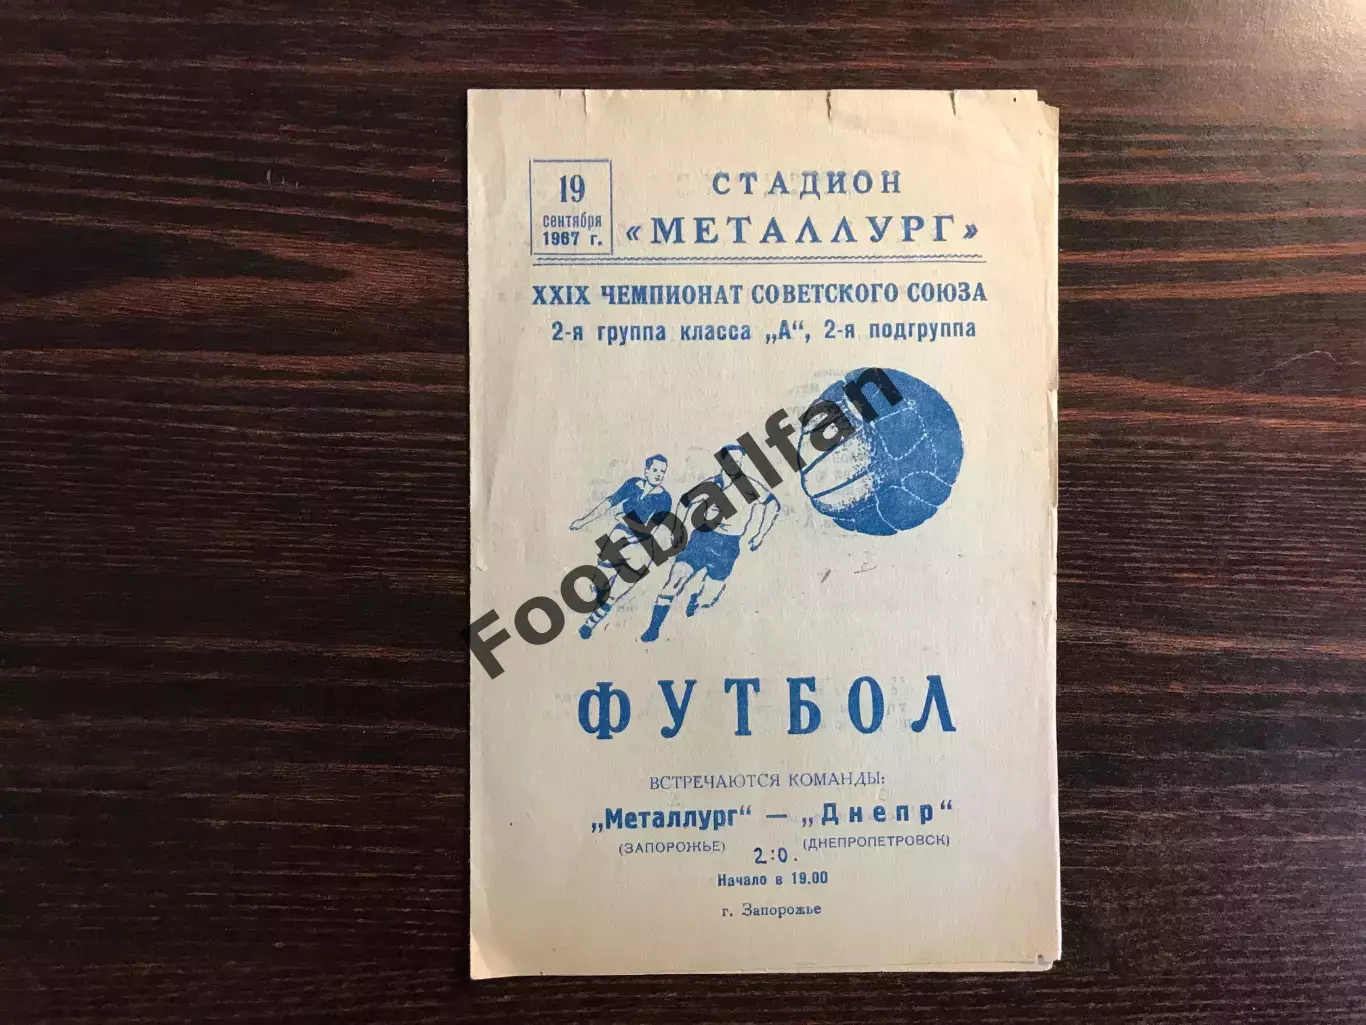 19
сентября
1967 г.
СТАДИОН
«МЕТАЛЛУРГ»
XXIX ЧЕМПИОНАТ СОВЕТСКОГО СОЮЗА
2-я группа класса „А“, 2-я подгруппа
Footballfan
ФУТБОЛ
ВСТРЕЧАЮТСЯ КОМАНДЫ:
„Металлург“ — „Днепр“
(ЗАПОРОЖЬЕ) (ДНЕПРОПЕТРОВСК)
2:0.
Начало в 19.00
г. Запорожье